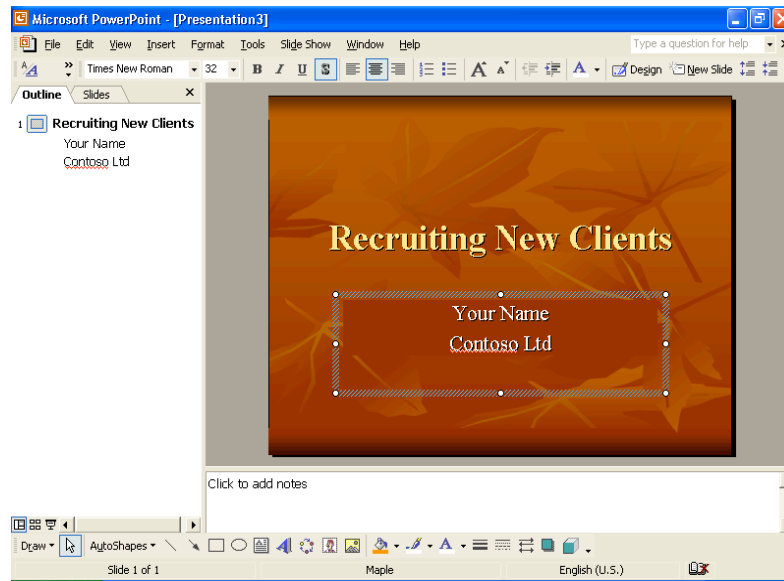 Microsoft PowerPoint - [Presentation3]
File Edit View Insert Format Tools Slide Show Window Help Type a question for help
Times New Roman 32 B I U S A A A Design New Slide
Outline Slides
1 Recruiting New Clients
Your Name
Contoso Ltd
Recruiting New Clients
Your Name
Contoso Ltd
Click to add notes
Draw AutoShapes A
Slide 1 of 1 Maple English (U.S.)